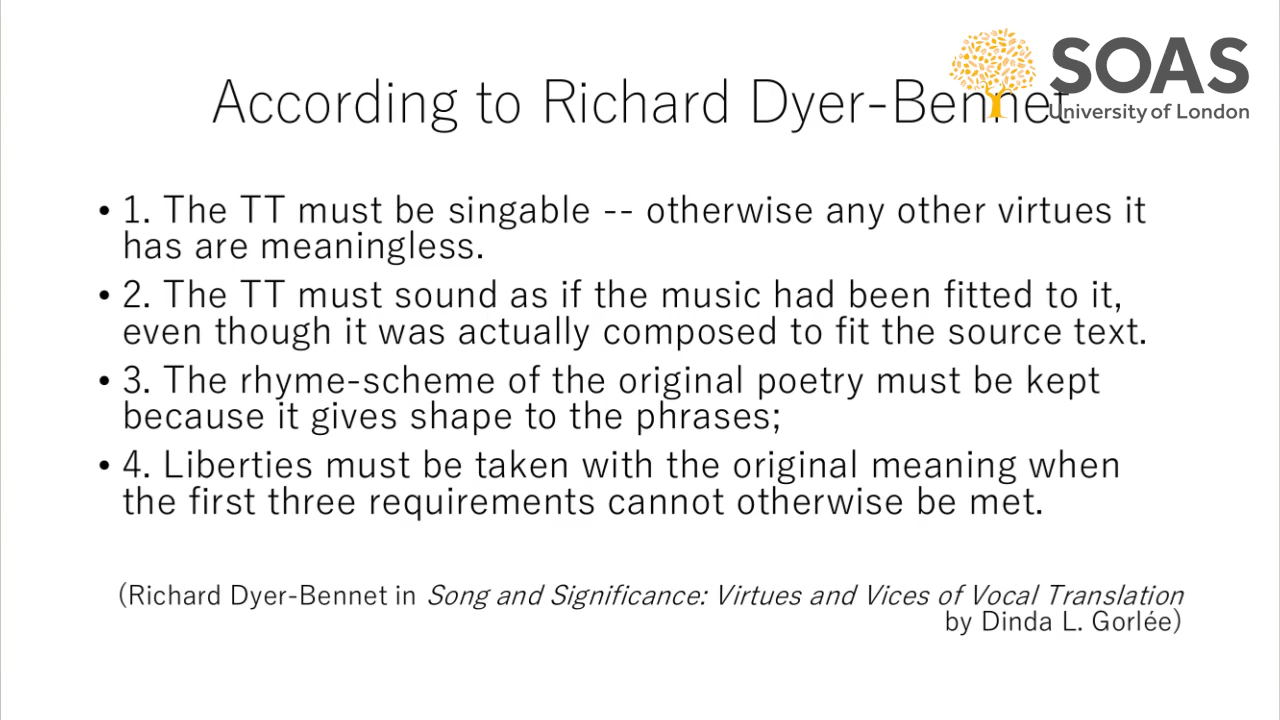 SOAS
University of London
According to Richard Dyer-Bennet
• 1. The TT must be singable -- otherwise any other virtues it
has are meaningless.
• 2. The TT must sound as if the music had been fitted to it,
even though it was actually composed to fit the source text.
• 3. The rhyme-scheme of the original poetry must be kept
because it gives shape to the phrases;
• 4. Liberties must be taken with the original meaning when
the first three requirements cannot otherwise be met.
(Richard Dyer-Bennet in Song and Significance: Virtues and Vices of Vocal Translation
by Dinda L. Gorlée)